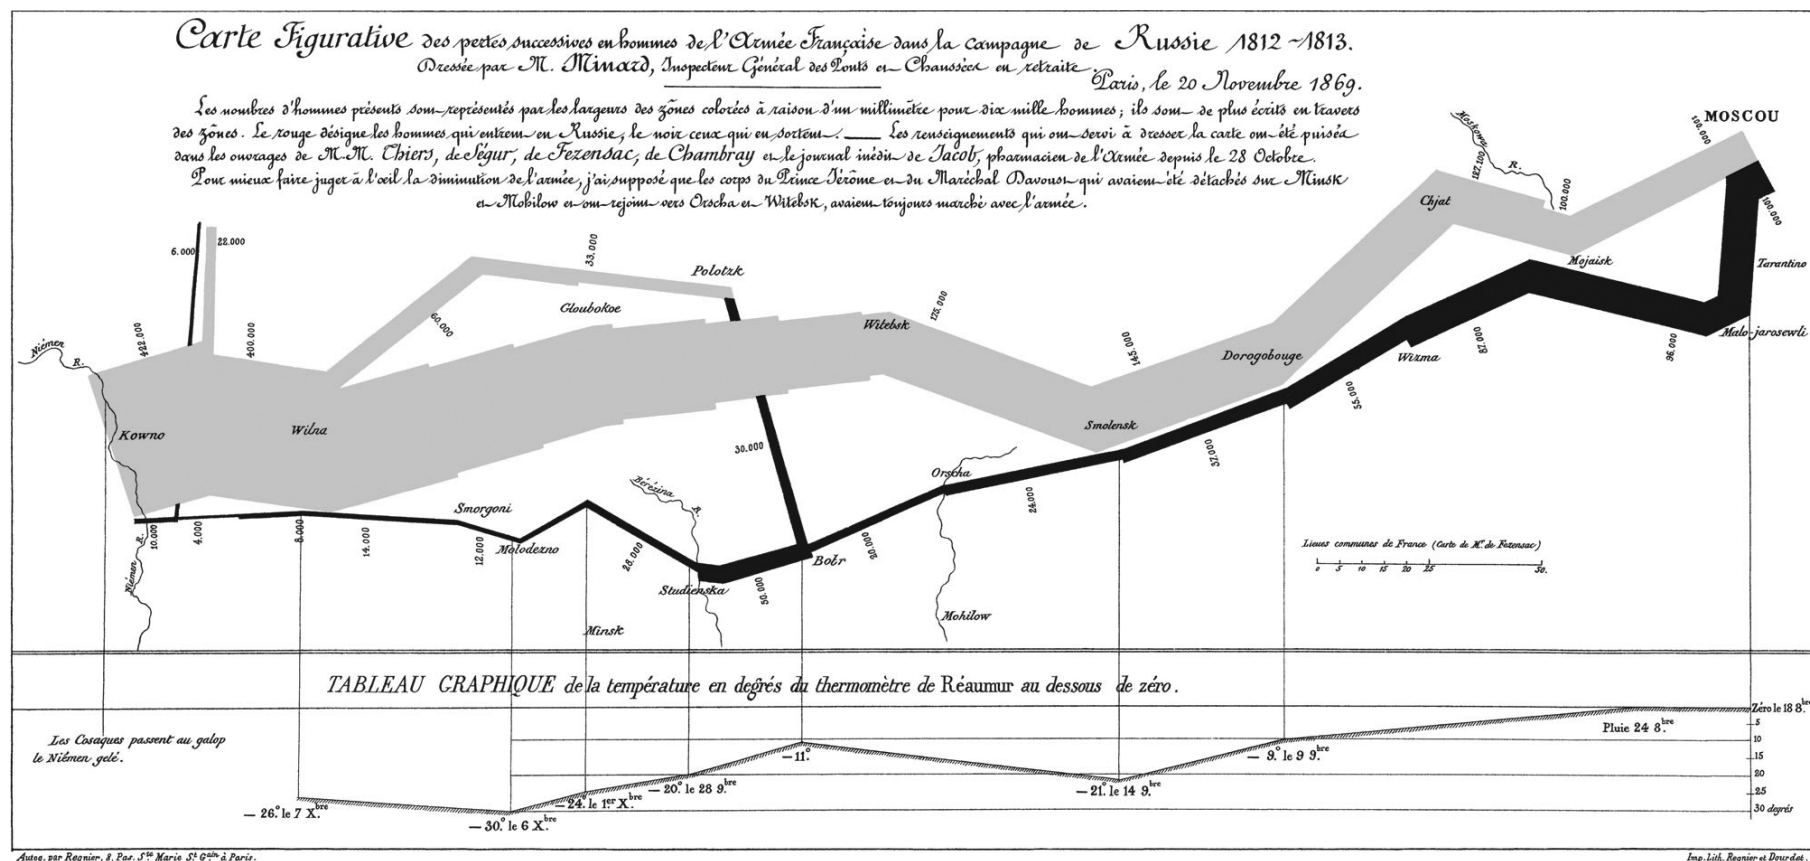 Carte Figurative des pertes successives en hommes de l'Armée Française dans la campagne de Russie 1812~1813.
Dressée par M. Minard, Inspecteur Général des Ponts et Chaussées en retraite.
Paris, le 20 Novembre 1869.
Les nombres d'hommes présents sont représentés par les largeurs des zônes colorées à raison d'un millimètre pour dix mille hommes; ils sont de plus écrits en travers
des zônes. Le rouge désigne les hommes qui entrent en Russie, le noir ceux qui en sortent. — Les renseignements qui ont servi à dresser la carte ont été puisés
dans les ouvrages de M.M. Thiers, de Ségur, de Fezensac, de Chambray et le journal inédit de Jacob, pharmacien de l'Armée depuis le 28 Octobre.
Pour mieux faire juger à l'œil la diminution de l'armée, j'ai supposé que les corps du Prince Jérôme et du Maréchal Davoust qui avaient été détachés sur Minsk
et Mohilow et ont rejoint vers Orscha et Witebsk, avaient toujours marché avec l'armée.
MOSCOU
100.000
100.000
Moskowa R.
127.100
100.000
Chjat
Mojaisk
Tarantino
Malo-jarosewli
6.000
22.000
33.000
Polotzk
Gloubokoe
60.000
Witebsk
175.000
Niémen R.
422.000
400.000
145.000
Dorogobouge
Wizma
87.000
96.000
55.000
Kowno
Wilna
Smolensk
37.000
30.000
Orscha
24.000
Bérézina R.
Smorgoni
Molodezno
10.000
4.000
8.000
14.000
12.000
28.000
Studienska
50.000
Bobr
20.000
Niémen R.
Minsk
Mohilow
Lieues communes de France (Carte de M. de Fezensac)
0 5 10 15 20 25 50.
TABLEAU GRAPHIQUE de la température en degrés du thermomètre de Réaumur au dessous de zéro.
Zéro le 18 8.bre
Pluie 24 8.bre
5
10
15
20
25
30 degrés
Les Cosaques passent au galop
le Niémen gelé.
— 26.° le 7 X.bre
— 30.° le 6 X.bre
— 24.° le 1.er X.bre
— 20.° le 28 9.bre
— 11.°
— 21.° le 14 9.bre
— 9.° le 9 9.bre
Autog. par Regnier, 8. Pas. S.te Marie S.t G.ain à Paris.
Imp. Lith. Regnier et Dourdet.